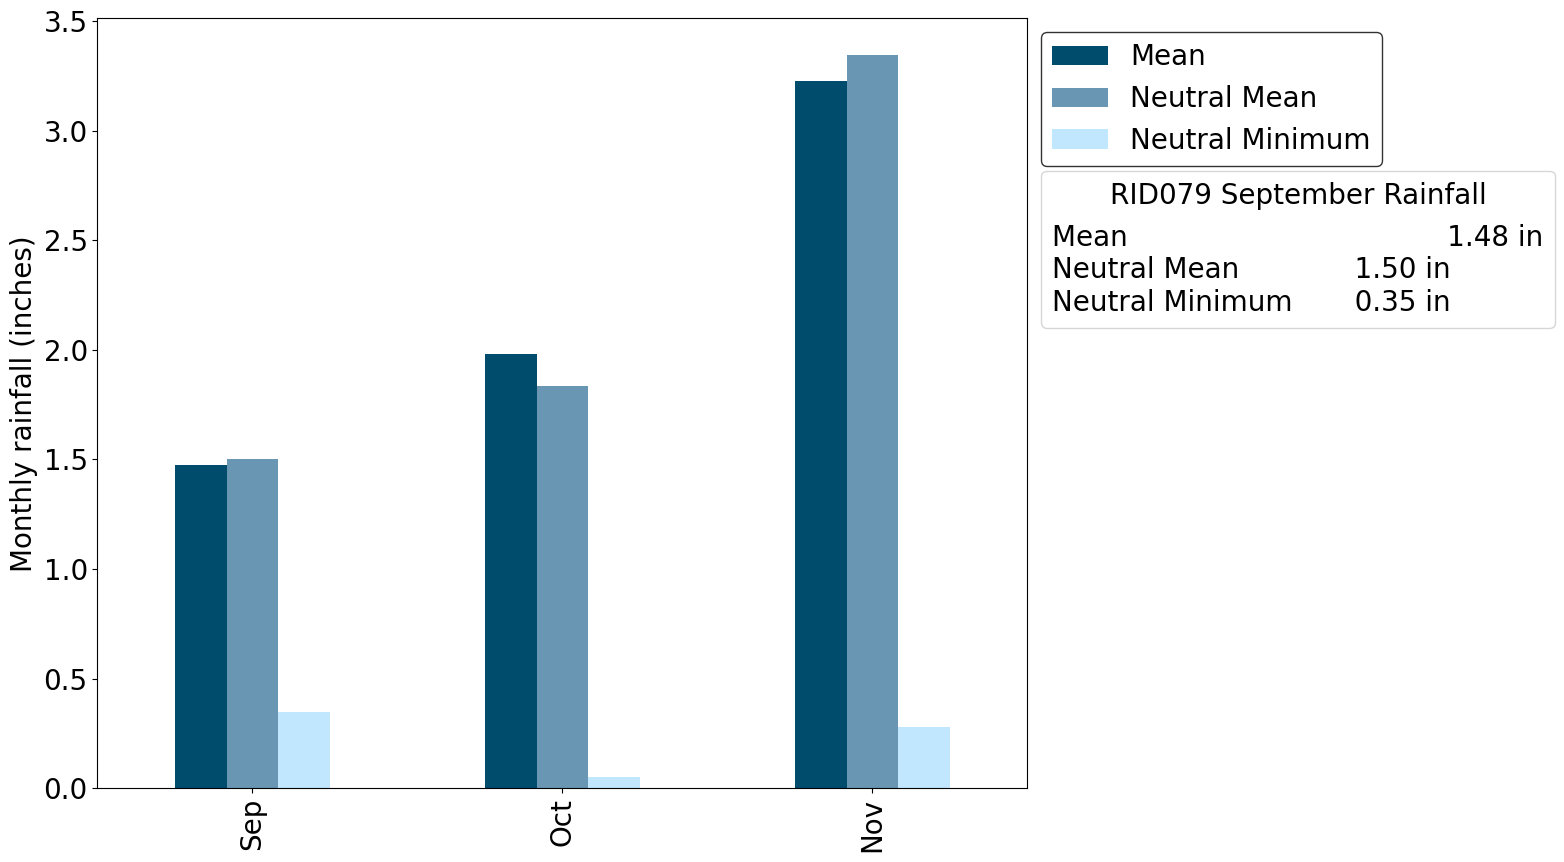 3.5
3.0
2.5
2.0
1.5
1.0
0.5
0.0
Monthly rainfall (inches)
Sep
Oct
Nov
Mean
Neutral Mean
Neutral Minimum
RID079 September Rainfall
Mean 1.48 in
Neutral Mean 1.50 in
Neutral Minimum 0.35 in